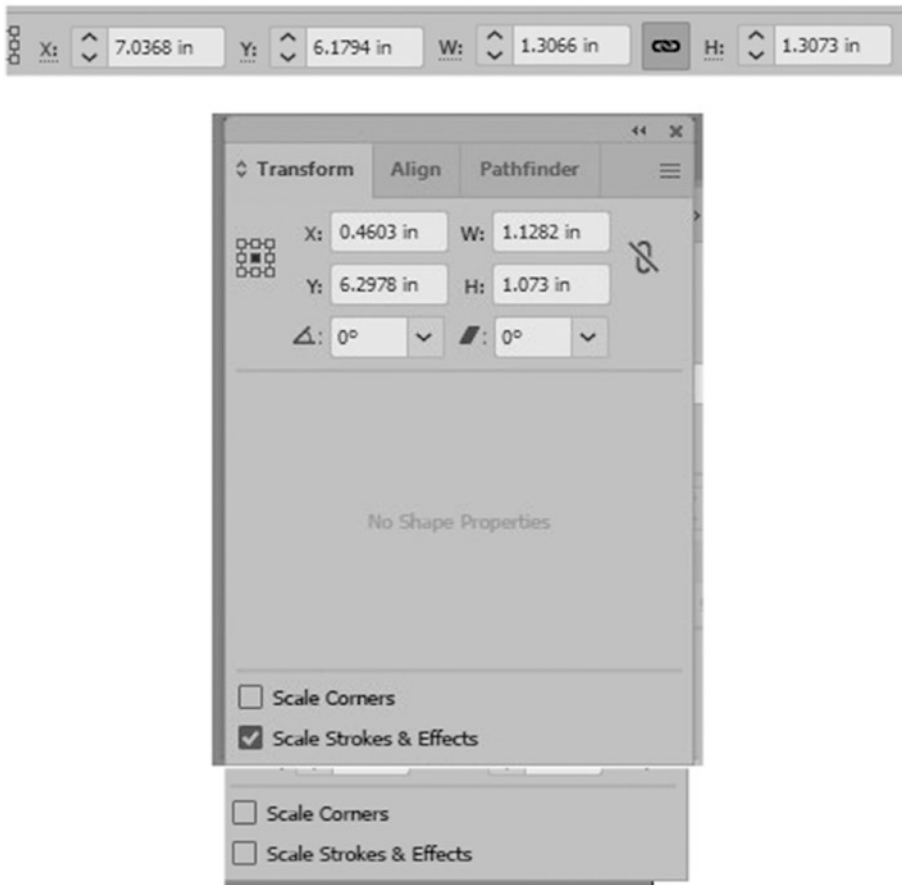 X: 7.0368 in Y: 6.1794 in W: 1.3066 in H: 1.3073 in
Transform Align Pathfinder
X: 0.4603 in W: 1.1282 in
Y: 6.2978 in H: 1.073 in
: 0° : 0°
No Shape Properties
Scale Corners
Scale Strokes & Effects
Scale Corners
Scale Strokes & Effects